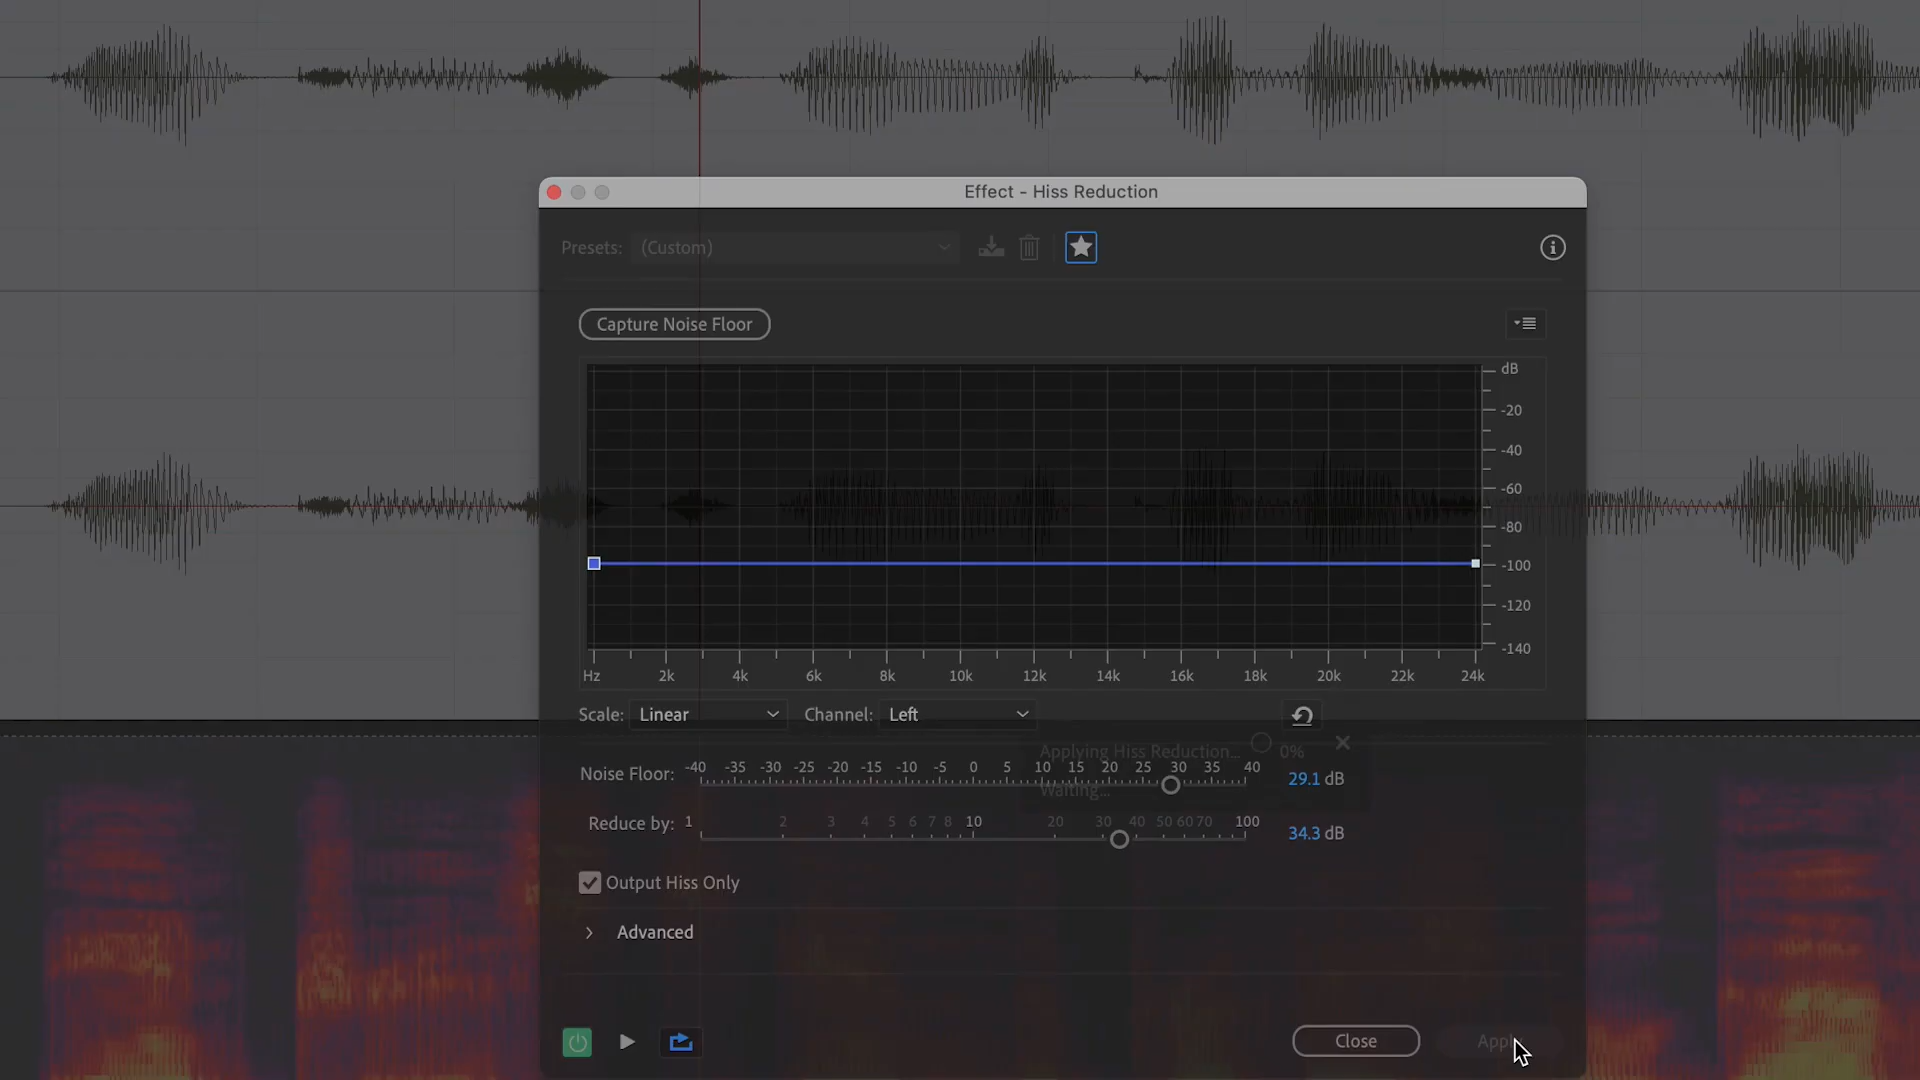 Effect - Hiss Reduction
Presets: (Custom)
Capture Noise Floor
dB
-20
-40
-60
-80
-100
-120
-140
Hz 2k 4k 6k 8k 10k 12k 14k 16k 18k 20k 22k 24k
Scale: Linear Channel: Left
Applying Hiss Reduction... 0%
Noise Floor: -40 -35 -30 -25 -20 -15 -10 -5 0 5 10 15 20 25 30 35 40 29.1 dB
Waiting...
Reduce by: 1 2 3 4 5 6 7 8 10 20 30 40 50 60 70 100 34.3 dB
Output Hiss Only
Advanced
Close Apply